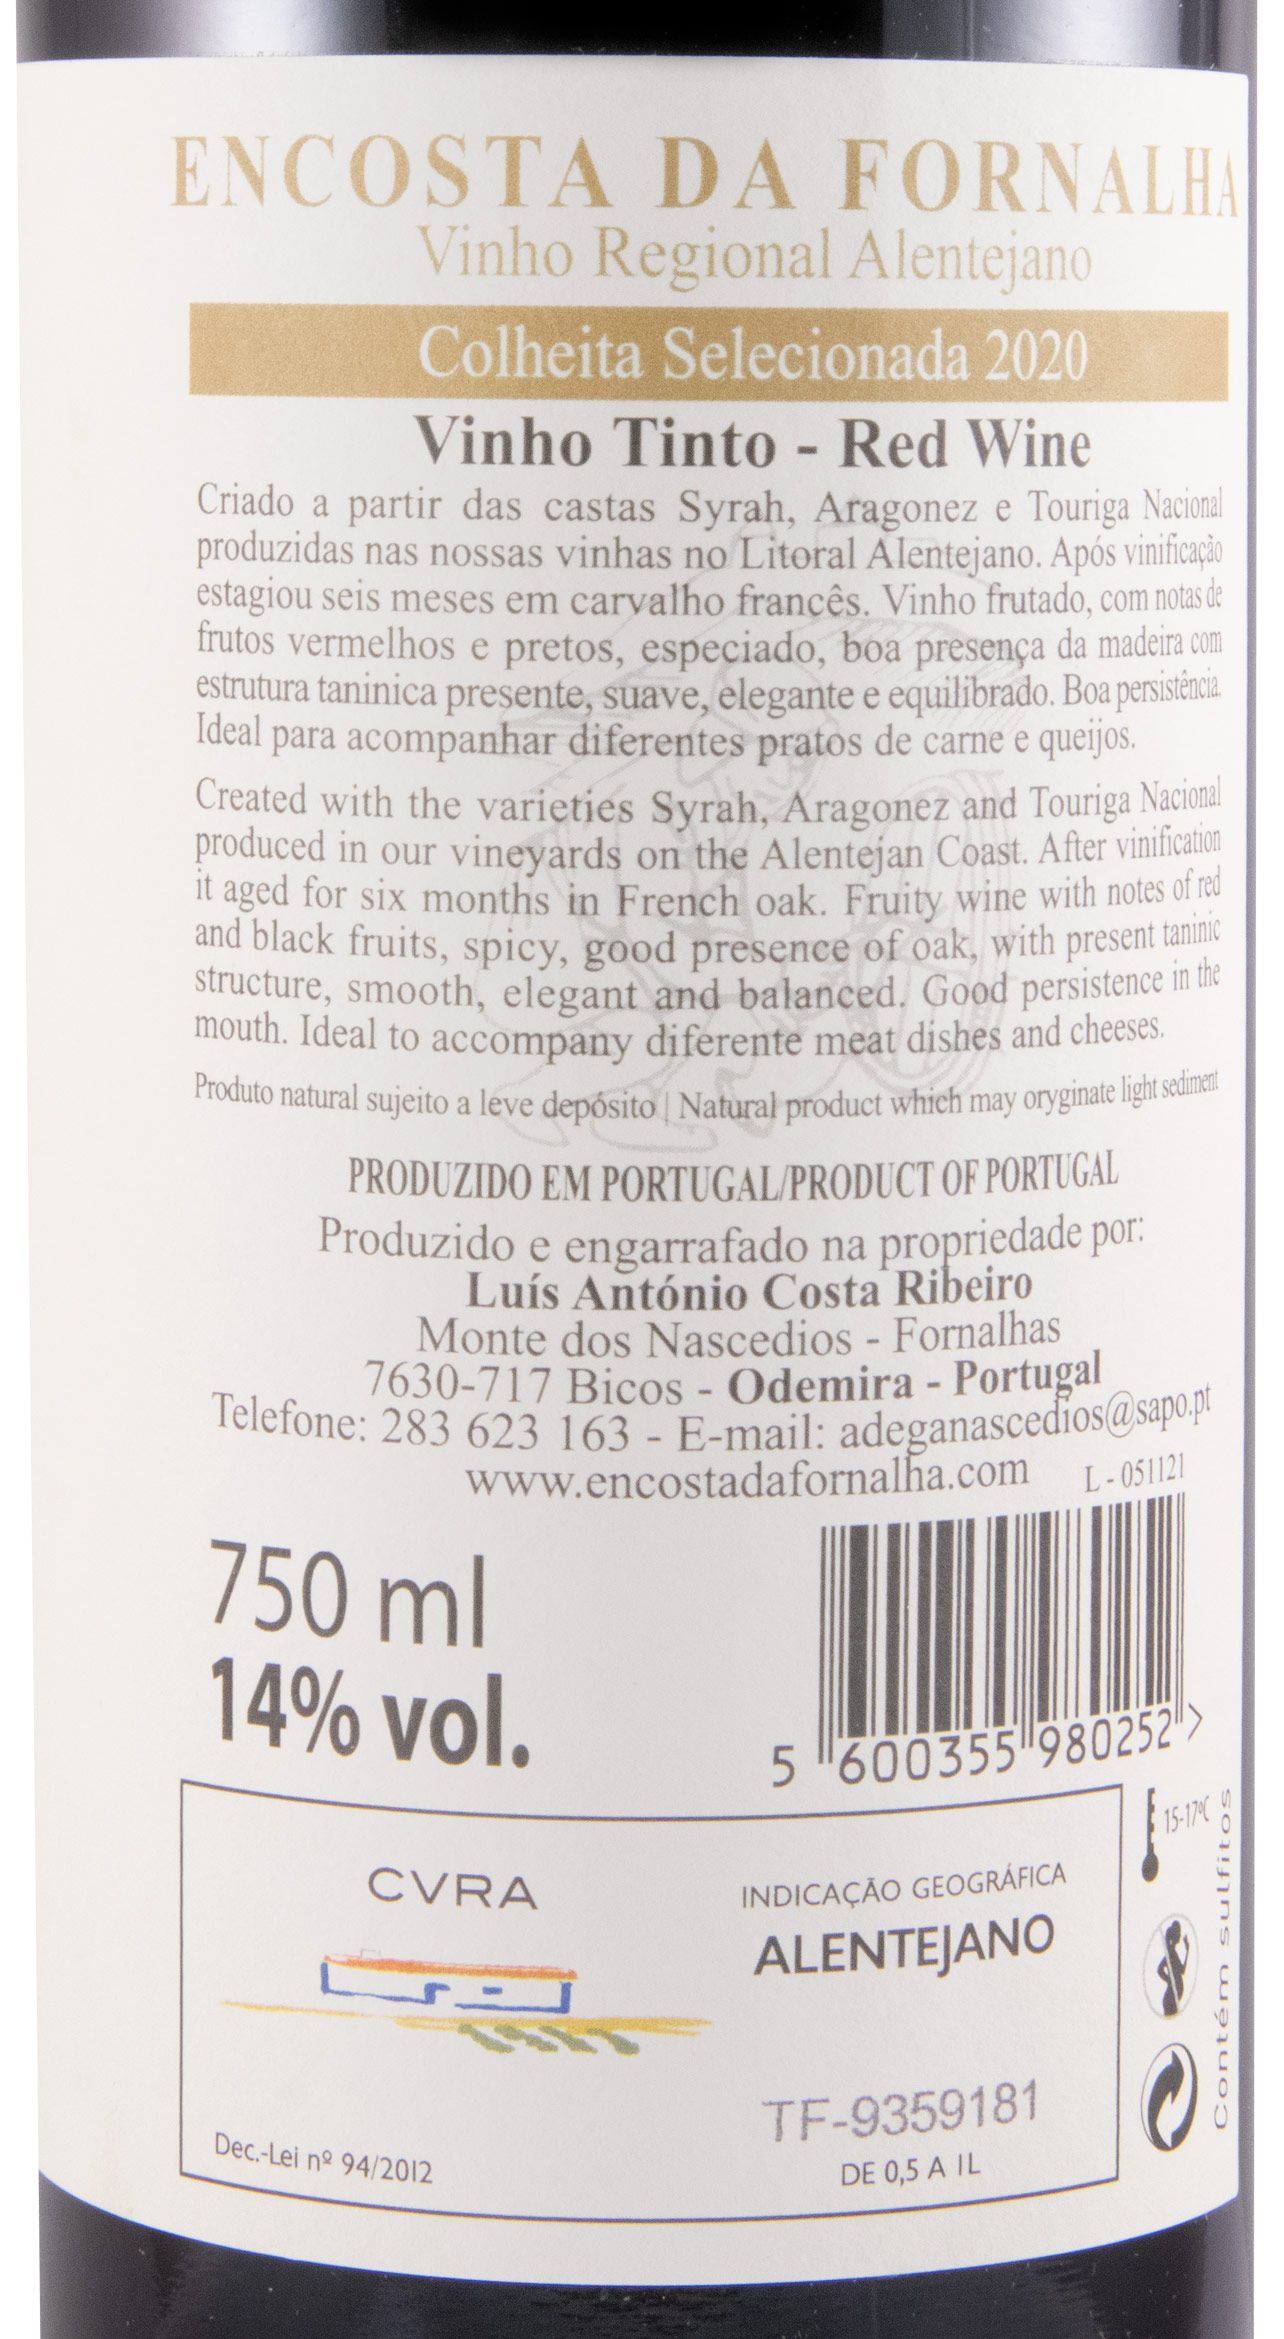 ENCOSTA DA FORNALHA
Vinho Regional Alentejano
Colheita Selecionada 2020
Vinho Tinto - Red Wine
Criado a partir das castas Syrah, Aragonez e Touriga Nacional
produzidas nas nossas vinhas no Litoral Alentejano. Após vinificação
estagiou seis meses em carvalho francês. Vinho frutado, com notas de
frutos vermelhos e pretos, especiado, boa presença da madeira com
estrutura taninica presente, suave, elegante e equilibrado. Boa persistência.
Ideal para acompanhar diferentes pratos de carne e queijos.
Created with the varieties Syrah, Aragonez and Touriga Nacional
produced in our vineyards on the Alentejan Coast. After vinification
it aged for six months in French oak. Fruity wine with notes of red
and black fruits, spicy, good presence of oak, with present taninic
structure, smooth, elegant and balanced. Good persistence in the
mouth. Ideal to accompany diferente meat dishes and cheeses.
Produto natural sujeito a leve depósito | Natural product which may oryginate light sediment
PRODUZIDO EM PORTUGAL/PRODUCT OF PORTUGAL
Produzido e engarrafado na propriedade por:
Luís António Costa Ribeiro
Monte dos Nascedios - Fornalhas
7630-717 Bicos - Odemira - Portugal
Telefone: 283 623 163 - E-mail: adeganascedios@sapo.pt
www.encostadafornalha.com
L - 051121
750 ml
14% vol.
5 600355 980252 >
CVRA
INDICAÇÃO GEOGRÁFICA
ALENTEJANO
TF-9359181
DE 0,5 A 1L
Dec.-Lei nº 94/2012
15-17ºC
Contém sulfitos